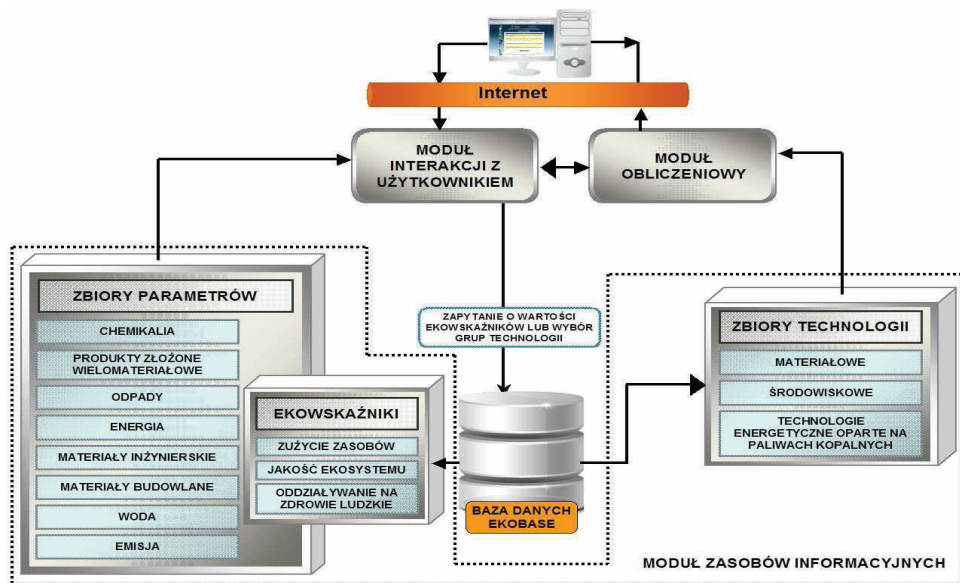 Internet
MODUŁ
INTERAKCJI Z
UŻYTKOWNIKIEM
MODUŁ
OBLICZENIOWY
ZBIORY PARAMETRÓW
CHEMIKALIA
PRODUKTY ZŁOŻONE
WIELOMATERIAŁOWE
ODPADY
ENERGIA
MATERIAŁY INŻYNIERSKIE
MATERIAŁY BUDOWLANE
WODA
EMISJA
EKOWSKAŹNIKI
ZUŻYCIE ZASOBÓW
JAKOŚĆ EKOSYSTEMU
ODDZIAŁYWANIE NA
ZDROWIE LUDZKIE
ZAPYTANIE O WARTOŚCI
EKOWSKAŹNIKÓW LUB WYBÓR
GRUP TECHNOLOGII
BAZA DANYCH
EKOBASE
ZBIORY TECHNOLOGII
MATERIAŁOWE
ŚRODOWISKOWE
TECHNOLOGIE
ENERGETYCZNE OPARTE NA
PALIWACH KOPALNYCH
MODUŁ ZASOBÓW INFORMACYJNYCH